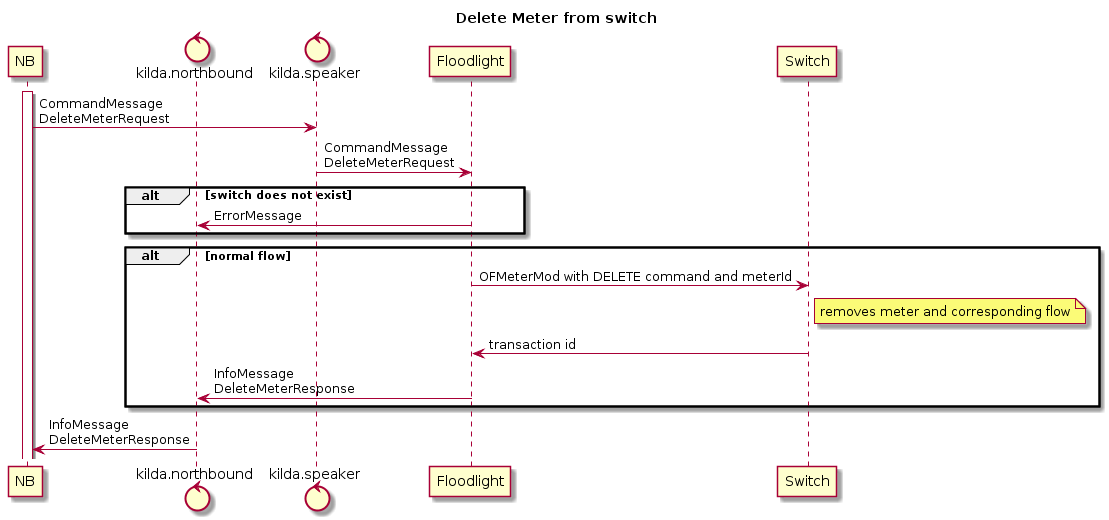 Delete Meter from switch
NB
kilda.northbound
kilda.speaker
Floodlight
Switch
CommandMessage
DeleteMeterRequest
CommandMessage
DeleteMeterRequest
alt
[switch does not exist]
ErrorMessage
alt
[normal flow]
OFMeterMod with DELETE command and meterId
removes meter and corresponding flow
transaction id
InfoMessage
DeleteMeterResponse
InfoMessage
DeleteMeterResponse
NB
kilda.northbound
kilda.speaker
Floodlight
Switch